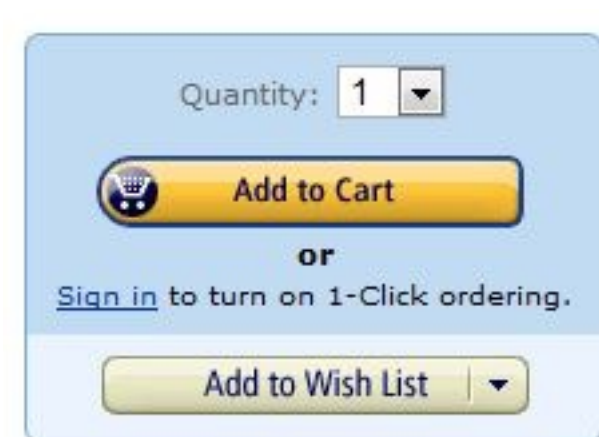 Quantity: 1
Add to Cart
or
Sign in to turn on 1-Click ordering.
Add to Wish List